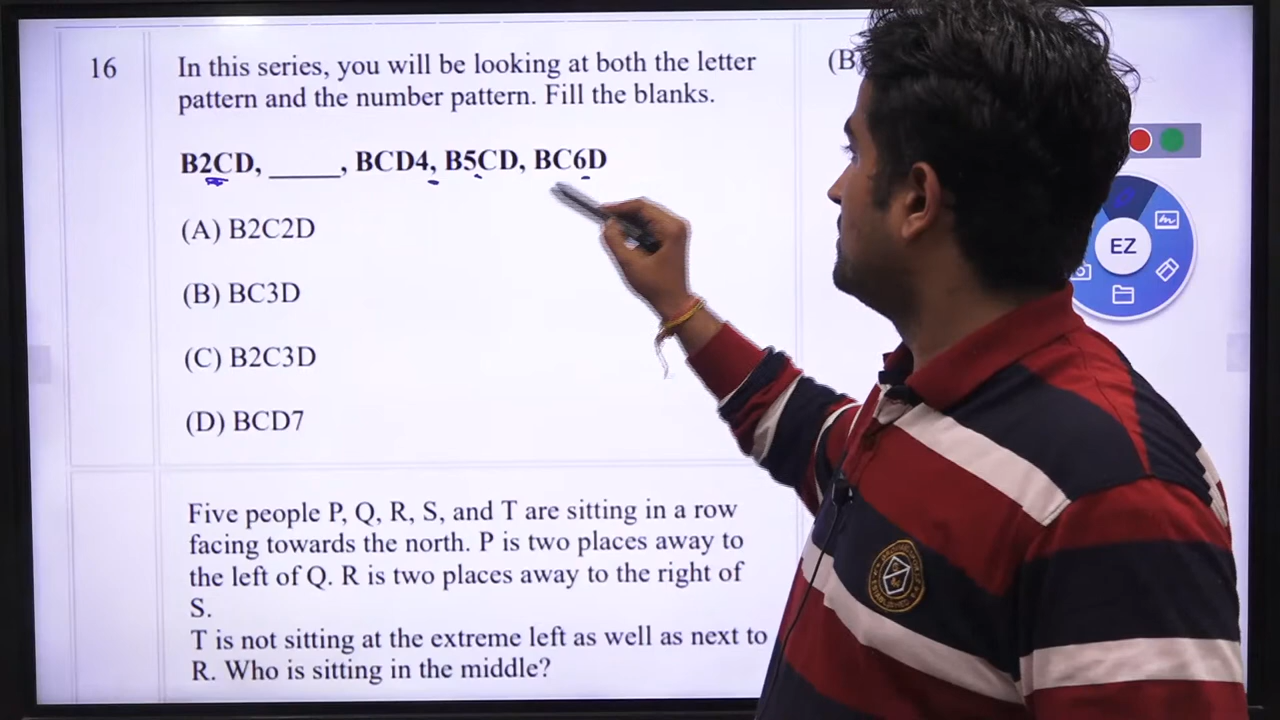 16
In this series, you will be looking at both the letter
pattern and the number pattern. Fill the blanks.
B2CD, _____, BCD4, B5CD, BC6D
(A) B2C2D
(B) BC3D
(C) B2C3D
(D) BCD7
(B
EZ
Five people P, Q, R, S, and T are sitting in a row
facing towards the north. P is two places away to
the left of Q. R is two places away to the right of
S.
T is not sitting at the extreme left as well as next to
R. Who is sitting in the middle?